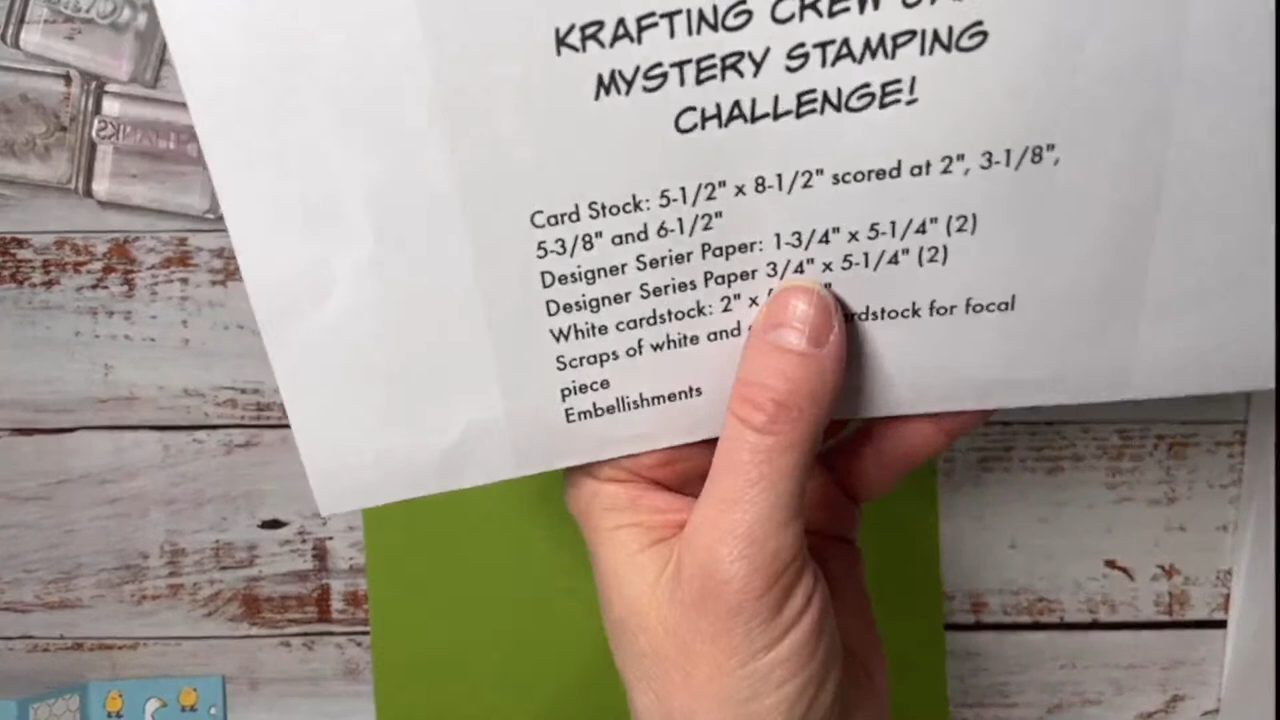 KRAFTING CREW
MYSTERY STAMPING
CHALLENGE!
Card Stock: 5-1/2" x 8-1/2" scored at 2", 3-1/8",
5-3/8" and 6-1/2"
Designer Serier Paper: 1-3/4" x 5-1/4" (2)
Designer Series Paper 3/4" x 5-1/4" (2)
White cardstock: 2" x
Scraps of white and cardstock for focal
piece
Embellishments